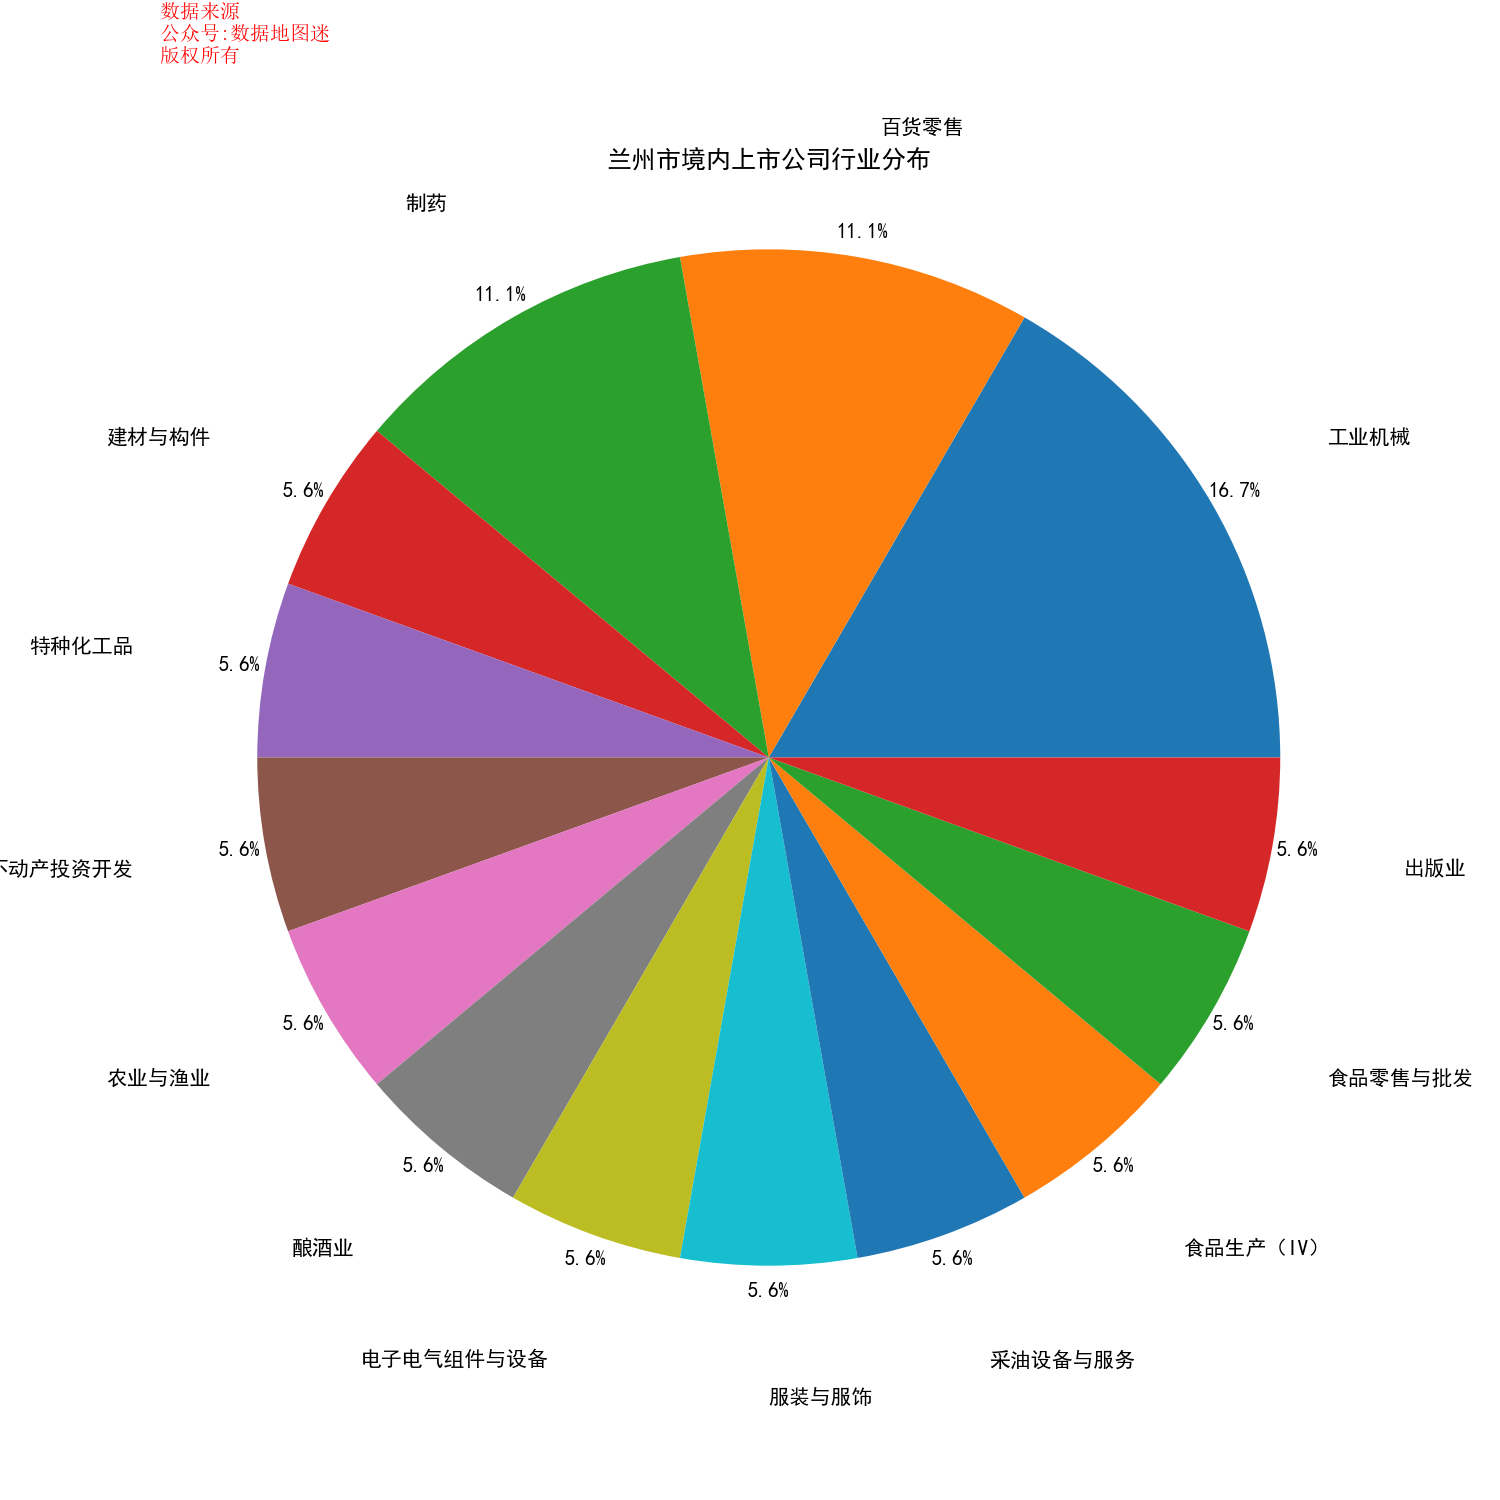 数据来源
公众号:数据地图迷
版权所有
百货零售
兰州市境内上市公司行业分布
制药
11.1%
11.1%
建材与构件
工业机械
5.6%
16.7%
特种化工品
5.6%
5.6%
5.6%
不动产投资开发
出版业
5.6%
5.6%
农业与渔业
食品零售与批发
5.6%
5.6%
酿酒业
食品生产（IV）
5.6%
5.6%
5.6%
电子电气组件与设备
采油设备与服务
服装与服饰